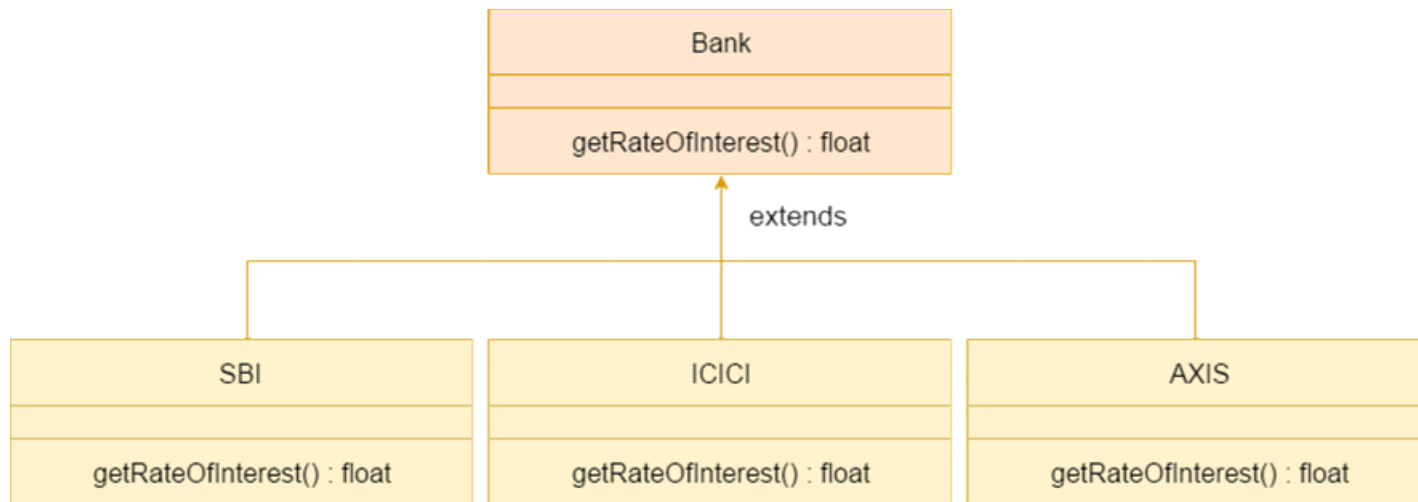 Bank
getRateOfInterest() : float
extends
SBI
ICICI
AXIS
getRateOfInterest() : float
getRateOfInterest() : float
getRateOfInterest() : float